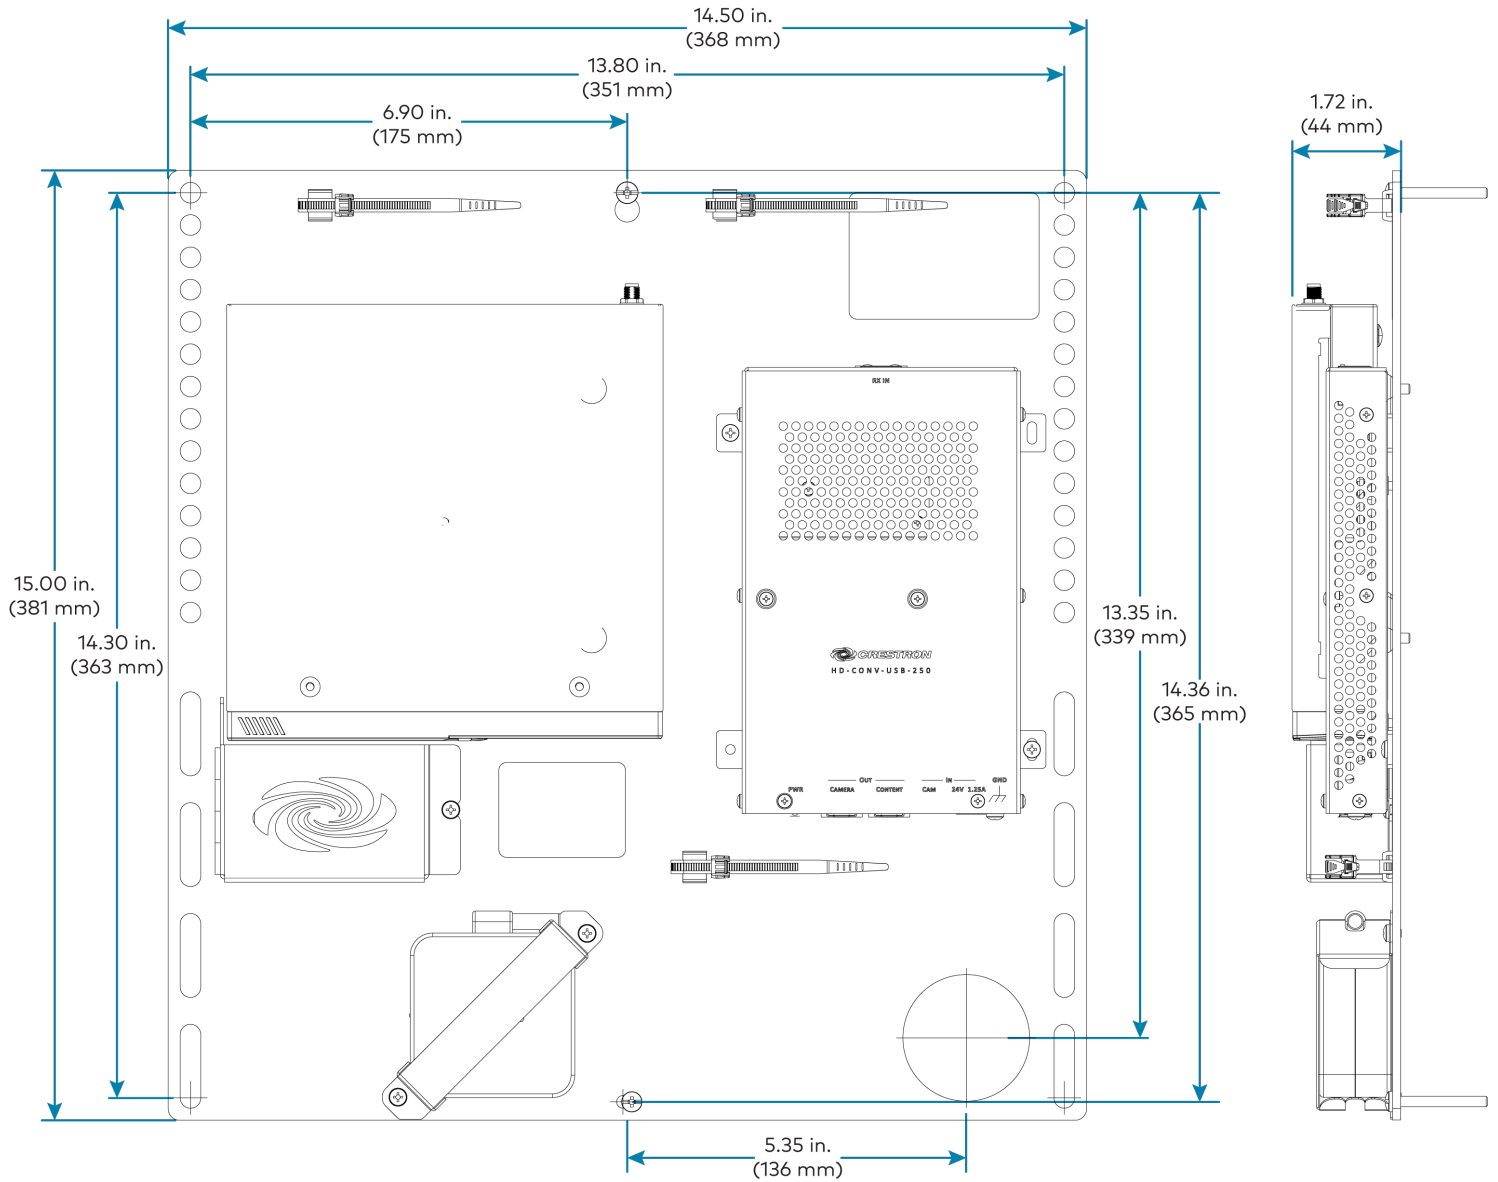 14.50 in.
(368 mm)
13.80 in.
(351 mm)
6.90 in.
(175 mm)
1.72 in.
(44 mm)
RX IN
15.00 in.
(381 mm)
14.30 in.
(363 mm)
13.35 in.
(339 mm)
14.36 in.
(365 mm)
CRESTRON
HD-CONV-USB-250
OUT IN GND
PWR CAMERA CONTENT CAM 24V 1.25A
5.35 in.
(136 mm)